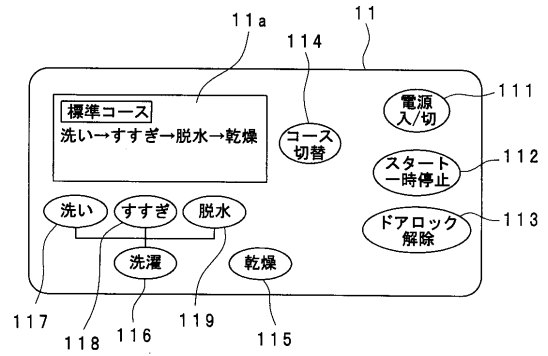 11a
114
11
標準コース
洗い→すすぎ→脱水→乾燥
コース
切替
電源
入/切
111
スタート
一時停止
112
ドアロック
解除
113
洗い
すすぎ
脱水
洗濯
乾燥
117
118
116
119
115